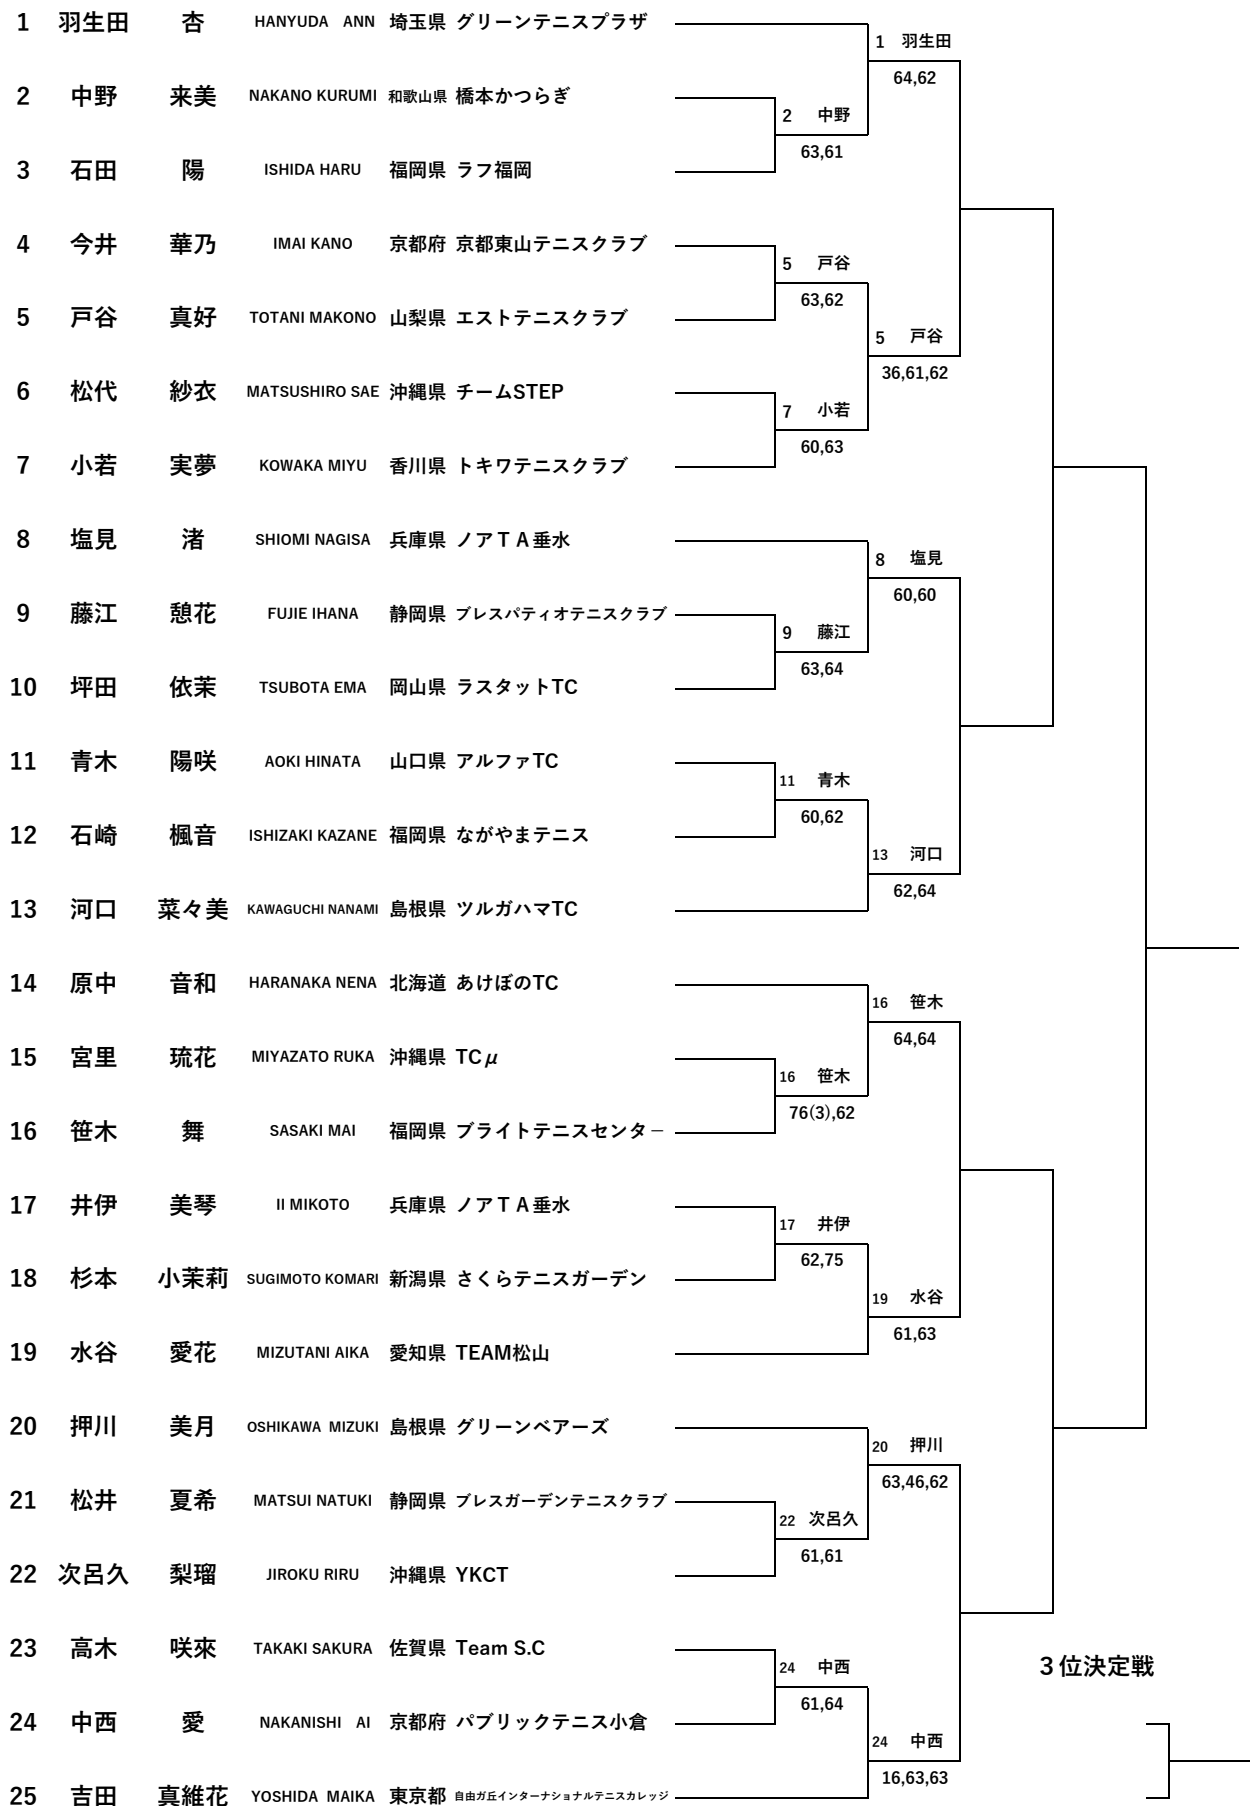 1 羽生田 杏 HANYUDA ANN 埼玉県 グリーンテニスプラザ
1 羽生田
64,62
2 中野 来美 NAKANO KURUMI 和歌山県 橋本かつらぎ
2 中野
63,61
3 石田 陽 ISHIDA HARU 福岡県 ラフ福岡
4 今井 華乃 IMAI KANO 京都府 京都東山テニスクラブ
5 戸谷
63,62
5 戸谷 真好 TOTANI MAKONO 山梨県 エストテニスクラブ
5 戸谷
36,61,62
6 松代 紗衣 MATSUSHIRO SAE 沖縄県 チームSTEP
7 小若
60,63
7 小若 実夢 KOWAKA MIYU 香川県 トキワテニスクラブ
8 塩見 渚 SHIOMI NAGISA 兵庫県 ノアＴＡ垂水
8 塩見
60,60
9 藤江 憩花 FUJIE IHANA 静岡県 ブレスパティオテニスクラブ
9 藤江
63,64
10 坪田 依茉 TSUBOTA EMA 岡山県 ラスタットTC
11 青木 陽咲 AOKI HINATA 山口県 アルファTC
11 青木
60,62
12 石崎 楓音 ISHIZAKI KAZANE 福岡県 ながやまテニス
13 河口
62,64
13 河口 菜々美 KAWAGUCHI NANAMI 島根県 ツルガハマTC
14 原中 音和 HARANAKA NENA 北海道 あけぼのTC
16 笹木
64,64
15 宮里 琉花 MIYAZATO RUKA 沖縄県 TCμ
16 笹木
76(3),62
16 笹木 舞 SASAKI MAI 福岡県 ブライトテニスセンタ－
17 井伊 美琴 II MIKOTO 兵庫県 ノアＴＡ垂水
17 井伊
62,75
18 杉本 小茉莉 SUGIMOTO KOMARI 新潟県 さくらテニスガーデン
19 水谷
61,63
19 水谷 愛花 MIZUTANI AIKA 愛知県 TEAM松山
20 押川 美月 OSHIKAWA MIZUKI 島根県 グリーンベアーズ
20 押川
63,46,62
21 松井 夏希 MATSUI NATUKI 静岡県 ブレスガーデンテニスクラブ
22 次呂久
61,61
22 次呂久 梨瑠 JIROKU RIRU 沖縄県 YKCT
23 高木 咲來 TAKAKI SAKURA 佐賀県 Team S.C
３位決定戦
24 中西
61,64
24 中西 愛 NAKANISHI AI 京都府 パブリックテニス小倉
24 中西
16,63,63
25 吉田 真維花 YOSHIDA MAIKA 東京都 自由ガ丘インターナショナルテニスカレッジ